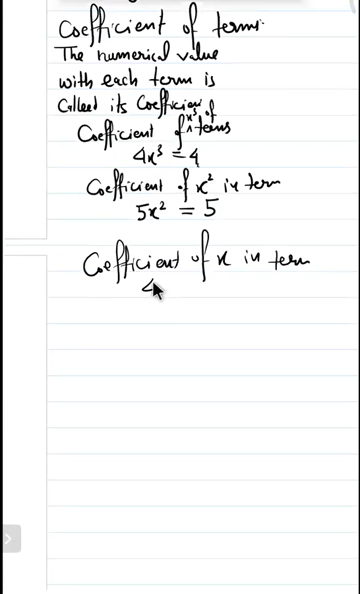 Coefficient of terms.
The numerical value
with each term is
called its Coefficient of
Coefficient of x³ in terms
4x³ = 4
Coefficient of x² in term
5x² = 5
Coefficient of x in term